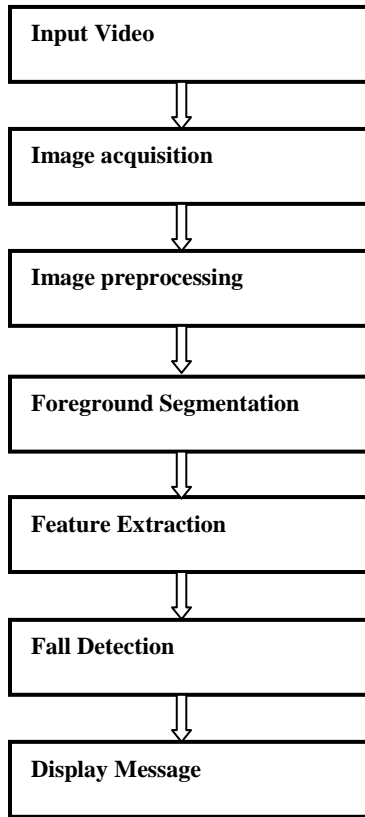 Input Video
Image acquisition
Image preprocessing
Foreground Segmentation
Feature Extraction
Fall Detection
Display Message